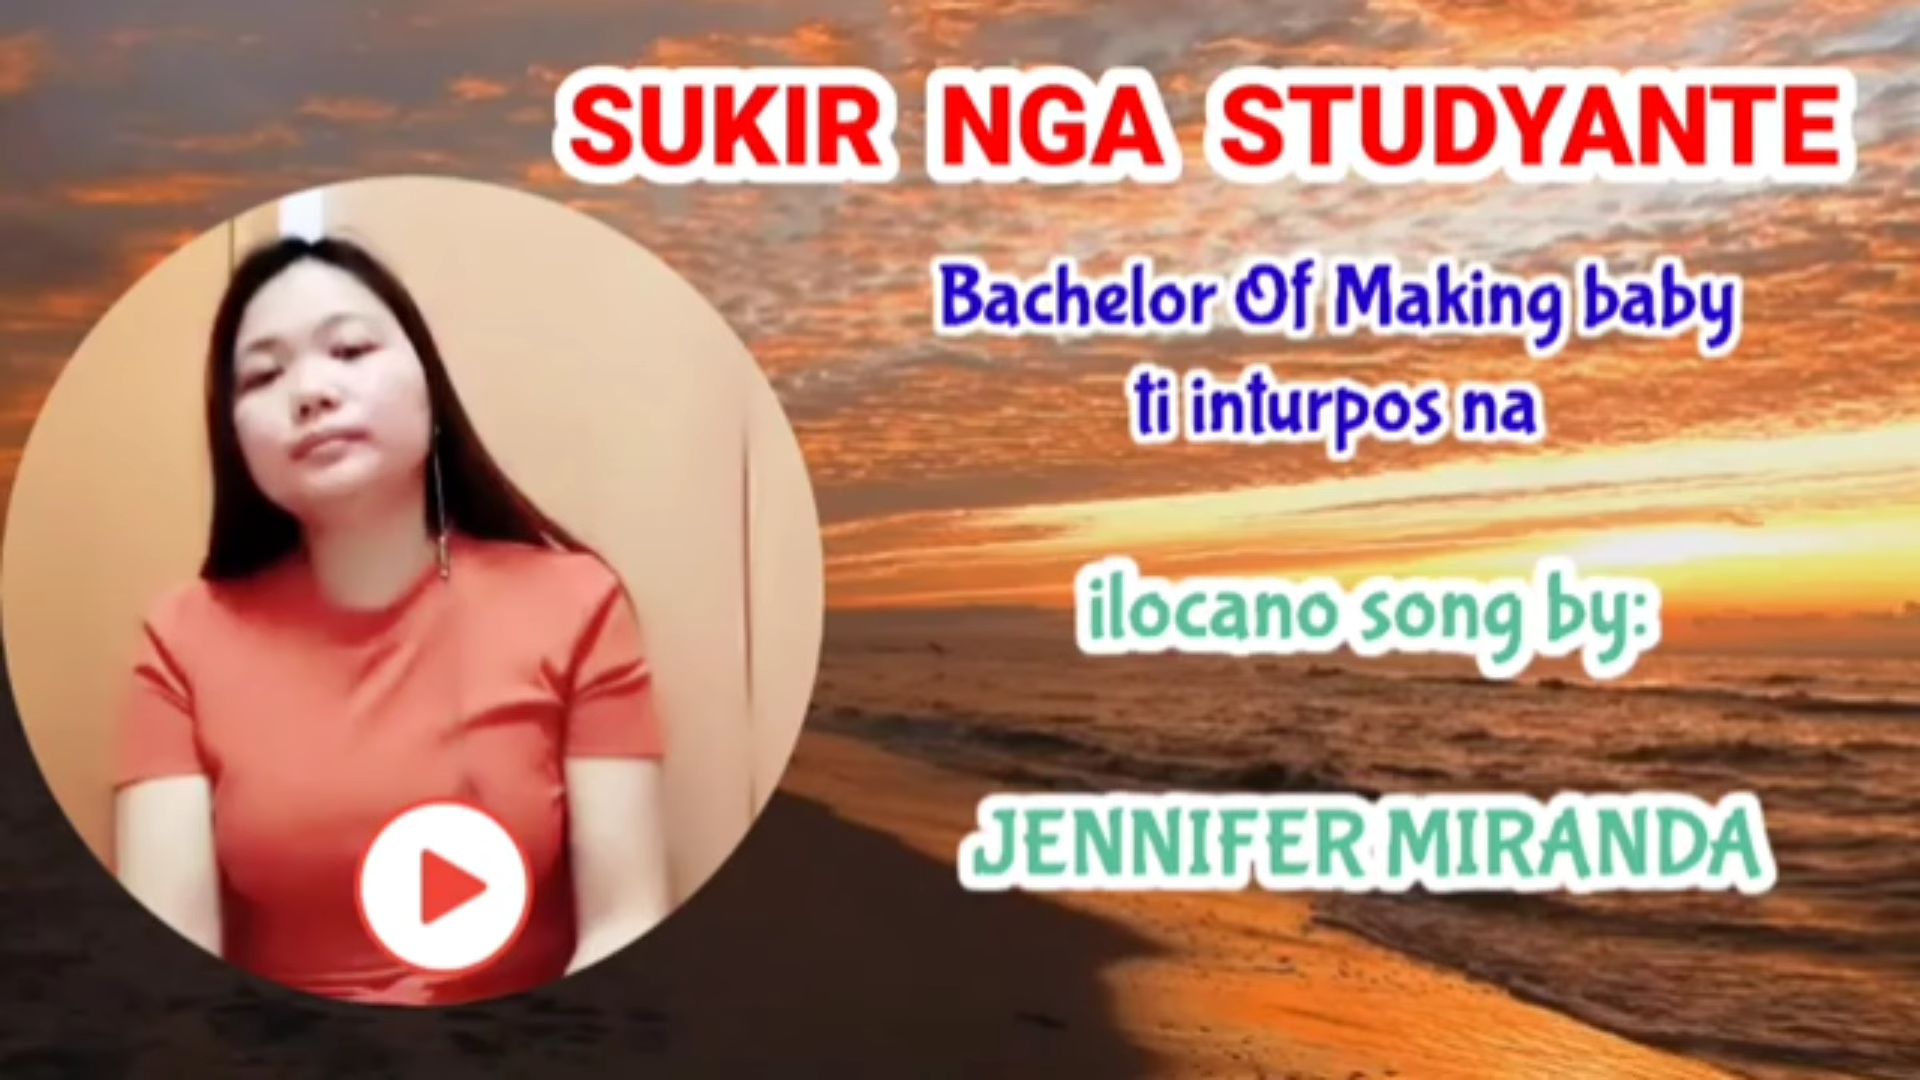 SUKIR NGA STUDYANTE
Bachelor Of Making baby
ti inturpos na
ilocano song by:
JENNIFER MIRANDA